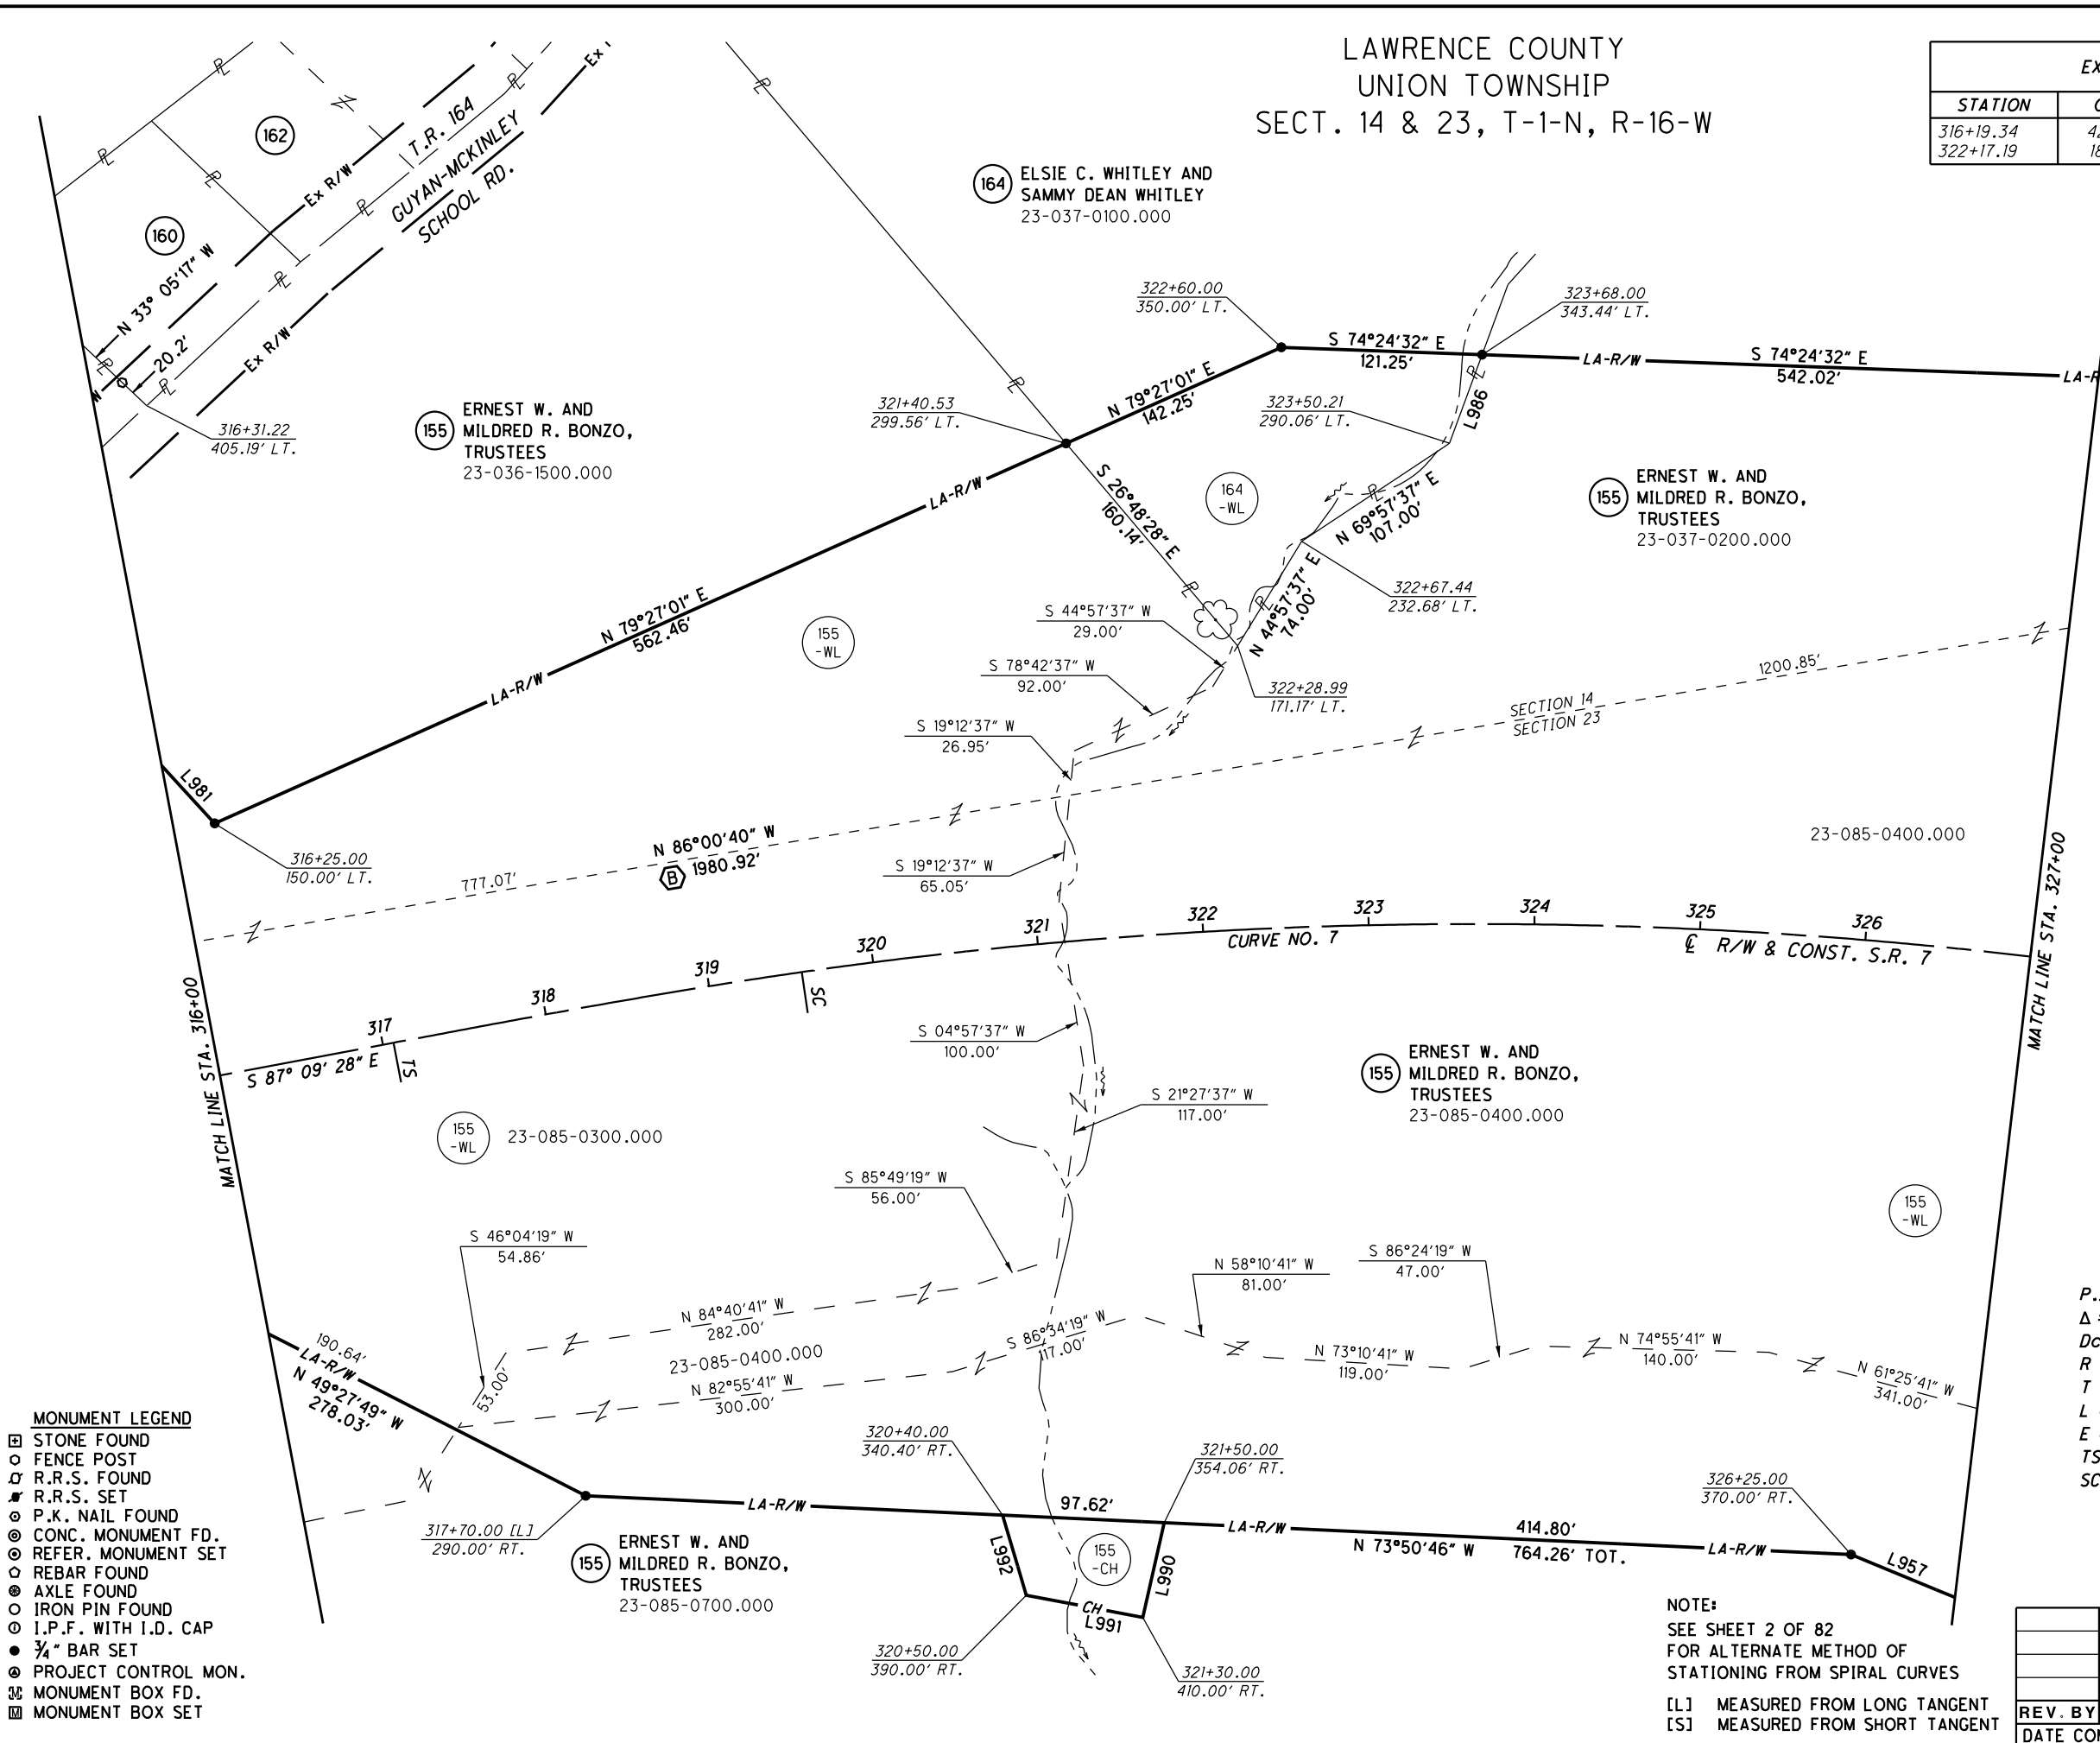 LAWRENCE COUNTY
UNION TOWNSHIP
SECT. 14 & 23, T-1-N, R-16-W
STATION
316+19.34
322+17.19
162
160
T.R. 164
GUYAN-MCKINLEY
SCHOOL RD.
Ex R/W
Ex R/W
N 33° 05'17" W
20.2'
316+31.22
405.19' LT.
155
ERNEST W. AND
MILDRED R. BONZO,
TRUSTEES
23-036-1500.000
164
ELSIE C. WHITLEY AND
SAMMY DEAN WHITLEY
23-037-0100.000
322+60.00
350.00' LT.
323+68.00
343.44' LT.
S 74°24'32" E
121.25'
LA-R/W
S 74°24'32" E
542.02'
321+40.53
299.56' LT.
N 79°27'01" E
142.25'
323+50.21
290.06' LT.
L986
LA-R/W
S 26°48'28" E
160.14'
164
-WL
N 69°57'37" E
107.00'
155
ERNEST W. AND
MILDRED R. BONZO,
TRUSTEES
23-037-0200.000
322+67.44
232.68' LT.
N 44°57'37" E
74.00'
N 79°27'01" E
562.46'
155
-WL
S 44°57'37" W
29.00'
S 78°42'37" W
92.00'
322+28.99
171.17' LT.
1200.85'
SECTION 14
SECTION 23
LA-R/W
S 19°12'37" W
26.95'
L981
316+25.00
150.00' LT.
N 86°00'40" W
B 1980.92'
777.07'
S 19°12'37" W
65.05'
23-085-0400.000
MATCH LINE STA. 327+00
317
318
319
320
321
322
323
324
325
326
CURVE NO. 7
℄ R/W & CONST. S.R. 7
SC
TS
S 87° 09' 28" E
MATCH LINE STA. 316+00
S 04°57'37" W
100.00'
155
ERNEST W. AND
MILDRED R. BONZO,
TRUSTEES
23-085-0400.000
S 21°27'37" W
117.00'
155
-WL
23-085-0300.000
S 85°49'19" W
56.00'
155
-WL
S 46°04'19" W
54.86'
N 58°10'41" W
81.00'
S 86°24'19" W
47.00'
N 84°40'41" W
282.00'
S 86°34'19" W
117.00'
N 73°10'41" W
119.00'
N 74°55'41" W
140.00'
N 61°25'41" W
341.00'
190.64'
LA-R/W
N 49°27'49" W
278.03'
53.00'
23-085-0400.000
N 82°55'41" W
300.00'
320+40.00
340.40' RT.
321+50.00
354.06' RT.
326+25.00
370.00' RT.
LA-R/W
97.62'
LA-R/W
414.80'
N 73°50'46" W 764.26' TOT.
LA-R/W
L957
317+70.00 [L]
290.00' RT.
155
ERNEST W. AND
MILDRED R. BONZO,
TRUSTEES
23-085-0700.000
L992
155
-CH
L990
CH
L991
320+50.00
390.00' RT.
321+30.00
410.00' RT.
MONUMENT LEGEND
STONE FOUND
FENCE POST
R.R.S. FOUND
R.R.S. SET
P.K. NAIL FOUND
CONC. MONUMENT FD.
REFER. MONUMENT SET
REBAR FOUND
AXLE FOUND
IRON PIN FOUND
I.P.F. WITH I.D. CAP
¾" BAR SET
PROJECT CONTROL MON.
MONUMENT BOX FD.
MONUMENT BOX SET
NOTE:
SEE SHEET 2 OF 82
FOR ALTERNATE METHOD OF
STATIONING FROM SPIRAL CURVES
[L] MEASURED FROM LONG TANGENT
[S] MEASURED FROM SHORT TANGENT
Δ
Dc
R
T
L
E
TS
SC
REV. BY
DATE